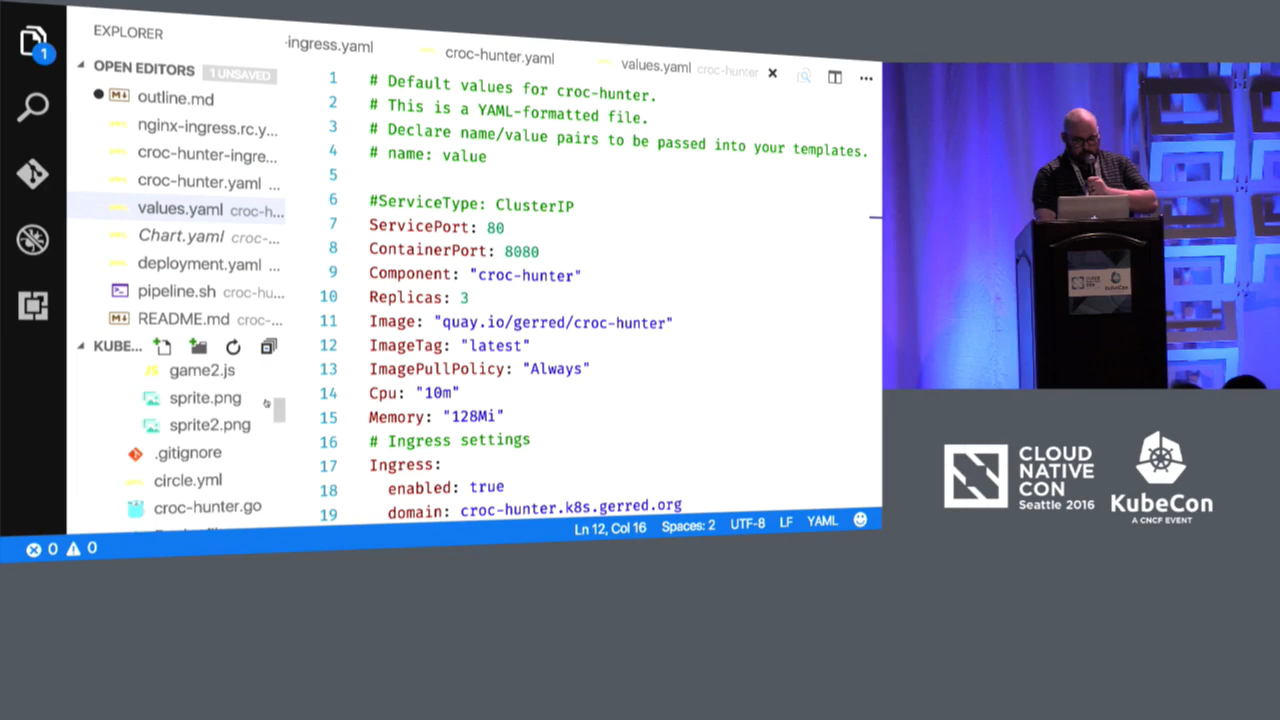 1
EXPLORER
OPEN EDITORS 1 UNSAVED
outline.md
nginx-ingress.rc.y...
croc-hunter-ingre...
croc-hunter.yaml ...
values.yaml croc-h...
Chart.yaml croc-...
deployment.yaml ...
pipeline.sh croc-hu...
README.md croc-...
KUBE...
JS game2.js
sprite.png
sprite2.png
.gitignore
circle.yml
croc-hunter.go
-ingress.yaml croc-hunter.yaml values.yaml croc-hunter
1 # Default values for croc-hunter.
2 # This is a YAML-formatted file.
3 # Declare name/value pairs to be passed into your templates.
4 # name: value
5
6 #ServiceType: ClusterIP
7 ServicePort: 80
8 ContainerPort: 8080
9 Component: "croc-hunter"
10 Replicas: 3
11 Image: "quay.io/gerred/croc-hunter"
12 ImageTag: "latest"
13 ImagePullPolicy: "Always"
14 Cpu: "10m"
15 Memory: "128Mi"
16 # Ingress settings
17 Ingress:
18 enabled: true
19 domain: croc-hunter.k8s.gerred.org
0 0 Ln 12, Col 16 Spaces: 2 UTF-8 LF YAML
CLOUD
NATIVE
CON
Seattle 2016
KubeCon
A CNCF EVENT